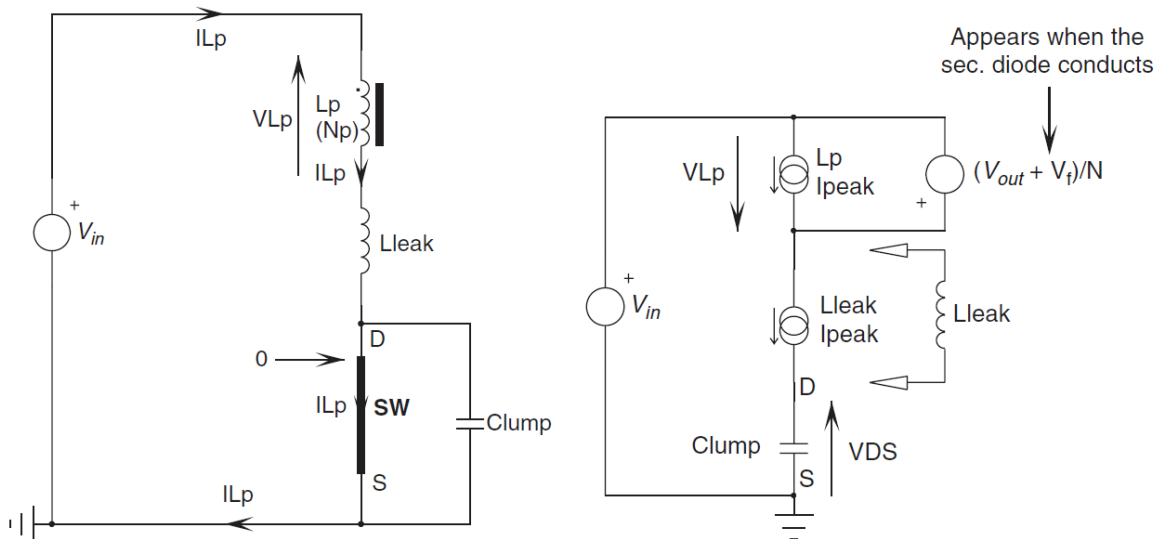 ILp
VLp
Lp
(Np)
ILp
+
Vin
Lleak
0
D
ILp
SW
Clump
S
ILp
Appears when the
sec. diode conducts
VLp
Lp
Ipeak
(Vout + Vf)/N
+
+
Vin
Lleak
Ipeak
Lleak
D
Clump
VDS
S